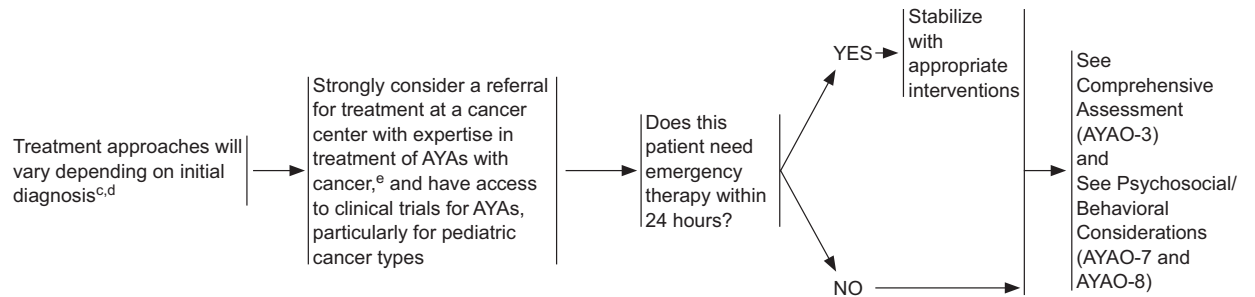 Treatment approaches will
vary depending on initial
diagnosisᶜ,ᵈ
Strongly consider a referral
for treatment at a cancer
center with expertise in
treatment of AYAs with
cancer,ᵉ and have access
to clinical trials for AYAs,
particularly for pediatric
cancer types
Does this
patient need
emergency
therapy within
24 hours?
YES
Stabilize
with
appropriate
interventions
NO
See
Comprehensive
Assessment
(AYAO-3)
and
See Psychosocial/
Behavioral
Considerations
(AYAO-7 and
AYAO-8)